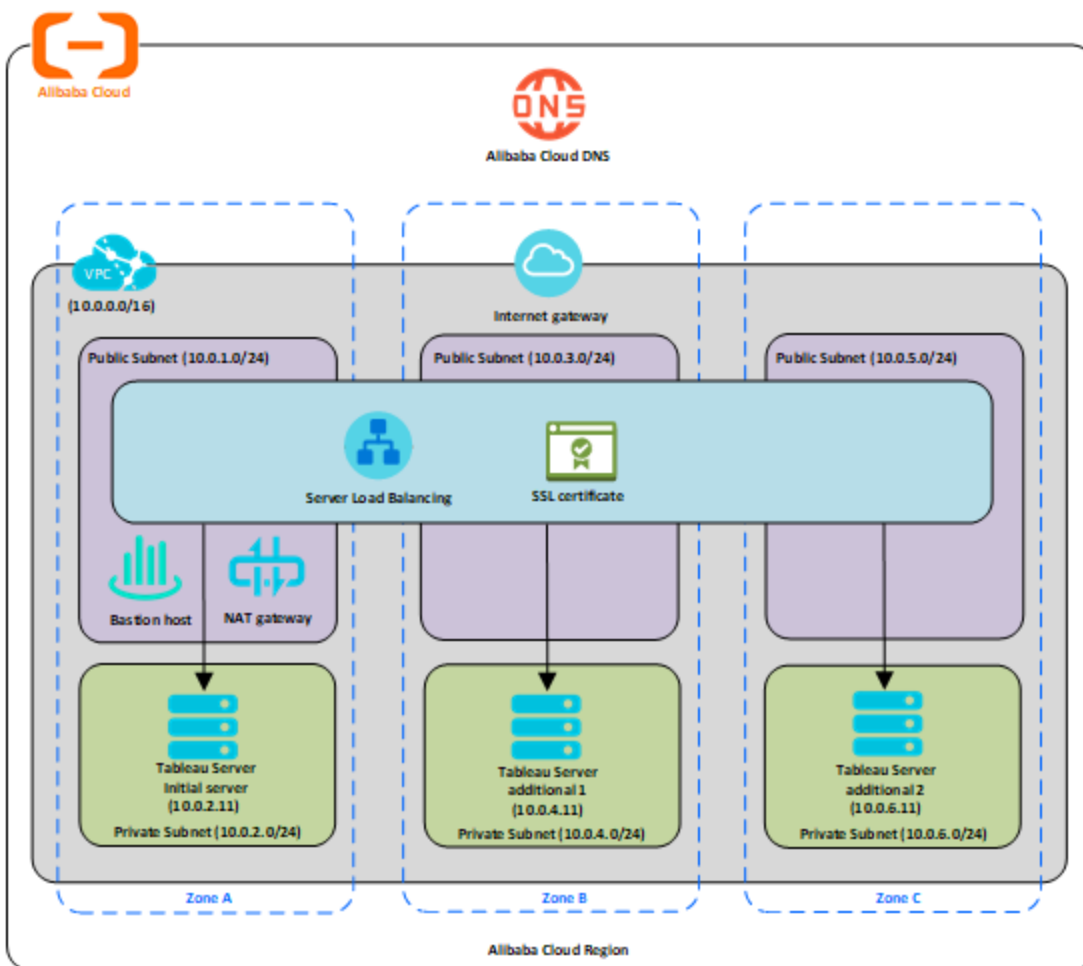 Alibaba Cloud
DNS
Alibaba Cloud DNS
VPC
(10.0.0.0/16)
Internet gateway
Public Subnet (10.0.1.0/24)
Public Subnet (10.0.3.0/24)
Public Subnet (10.0.5.0/24)
Server Load Balancing
SSL certificate
Bastion host
NAT gateway
Tableau Server
Initial server
(10.0.2.11)
Private Subnet (10.0.2.0/24)
Tableau Server
additional 1
(10.0.4.11)
Private Subnet (10.0.4.0/24)
Tableau Server
additional 2
(10.0.6.11)
Private Subnet (10.0.6.0/24)
Zone A
Zone B
Zone C
Alibaba Cloud Region